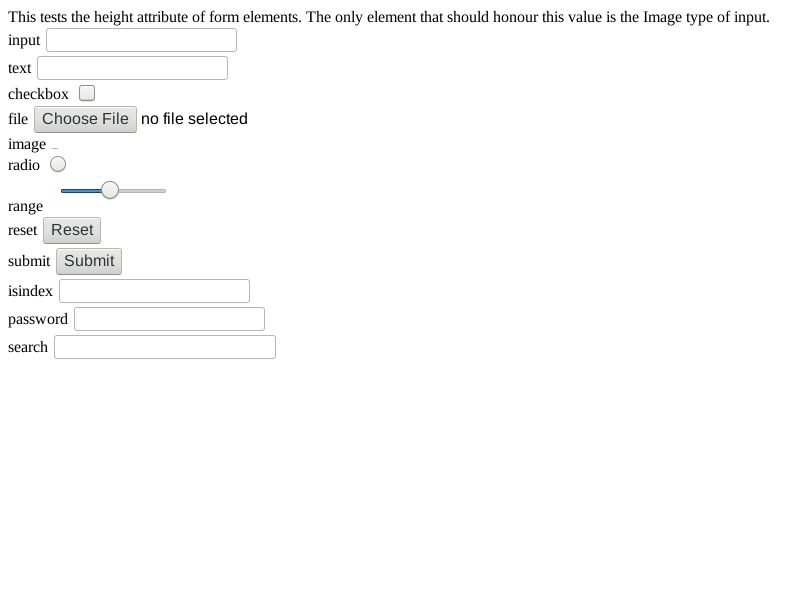 This tests the height attribute of form elements. The only element that should honour this value is the Image type of input.
input
text
checkbox
file Choose File no file selected
image
radio
range
reset Reset
submit Submit
isindex
password
search